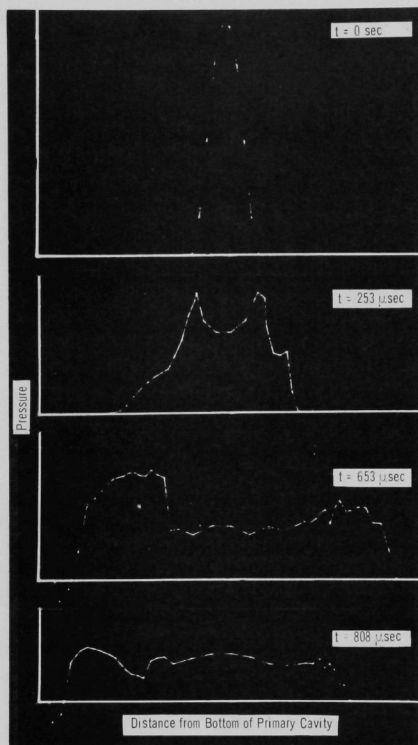 t = 0 sec
t = 253 μsec
Pressure
t = 653 μsec
t = 808 μsec
Distance from Bottom of Primary Cavity